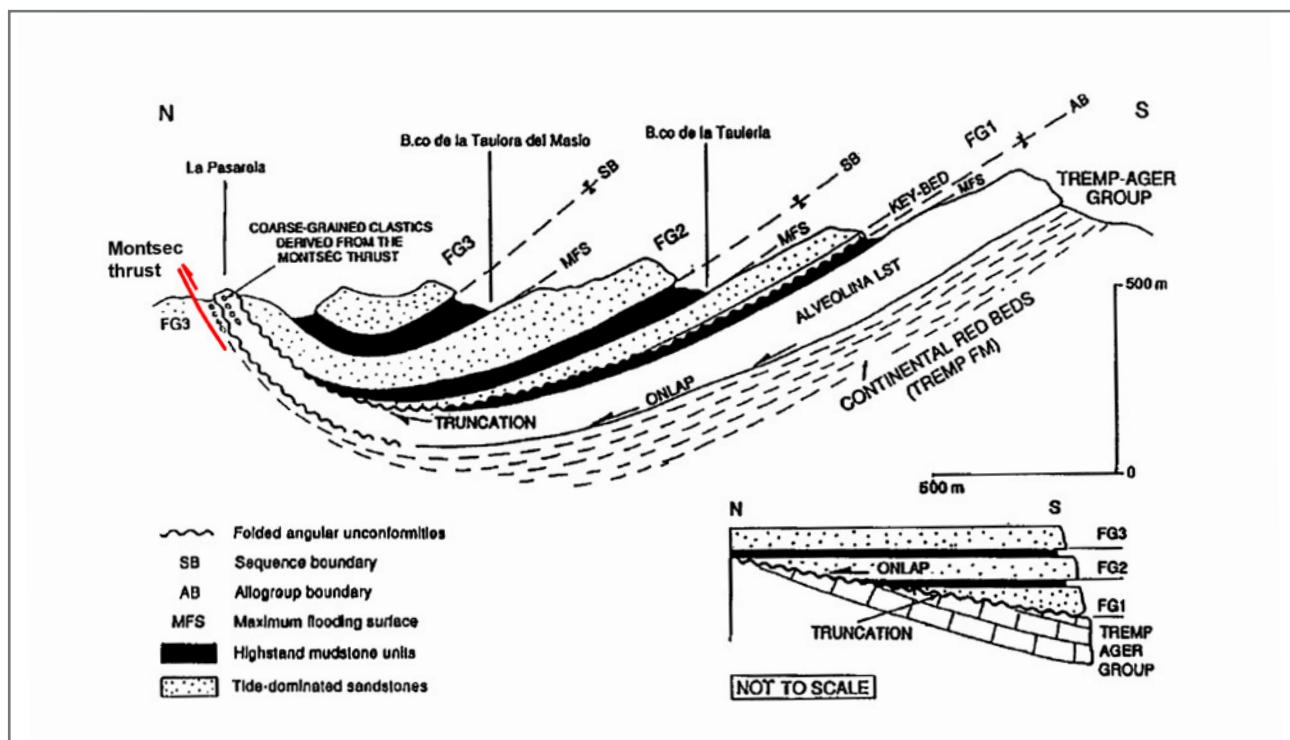 N
S
B.co de la Taulora del Masio
B.co de la Tauleria
La Pasarela
SB
SB
FG1
AB
KEY-BED
MFS
TREMP-AGER
GROUP
COARSE-GRAINED CLASTICS
DERIVED FROM THE
MONTSEC THRUST
Montsec
thrust
FG3
MFS
FG2
MFS
FG3
ALVEOLINA LST
500 m
CONTINENTAL RED BEDS
(TREMP FM)
ONLAP
TRUNCATION
0
500 m
Folded angular unconformities
SB Sequence boundary
AB Allogroup boundary
MFS Maximum flooding surface
Highstand mudstone units
Tide-dominated sandstones
N
S
FG3
ONLAP
FG2
FG1
TRUNCATION
TREMP
AGER
GROUP
NOT TO SCALE